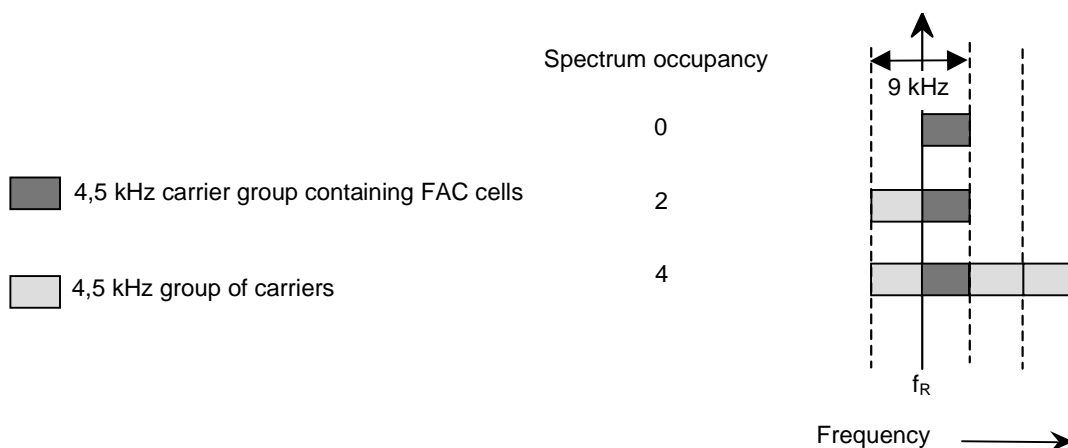 Spectrum occupancy
9 kHz
0
4,5 kHz carrier group containing FAC cells
2
4,5 kHz group of carriers
4
fR
Frequency